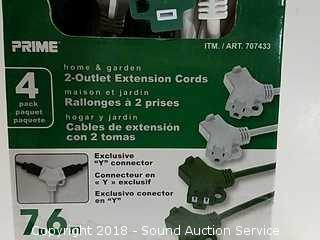 PRIME
ITM. / ART. 707433
home & garden
2-Outlet Extension Cords
4
pack
paquet
paquete
maison et jardin
Rallonges à 2 prises
hogar y jardín
Cables de extensión
con 2 tomas
Exclusive
"Y" connector
Connecteur en
« Y » exclusif
Exclusivo conector
en "Y"
7.6
Copyright 2018 - Sound Auction Service